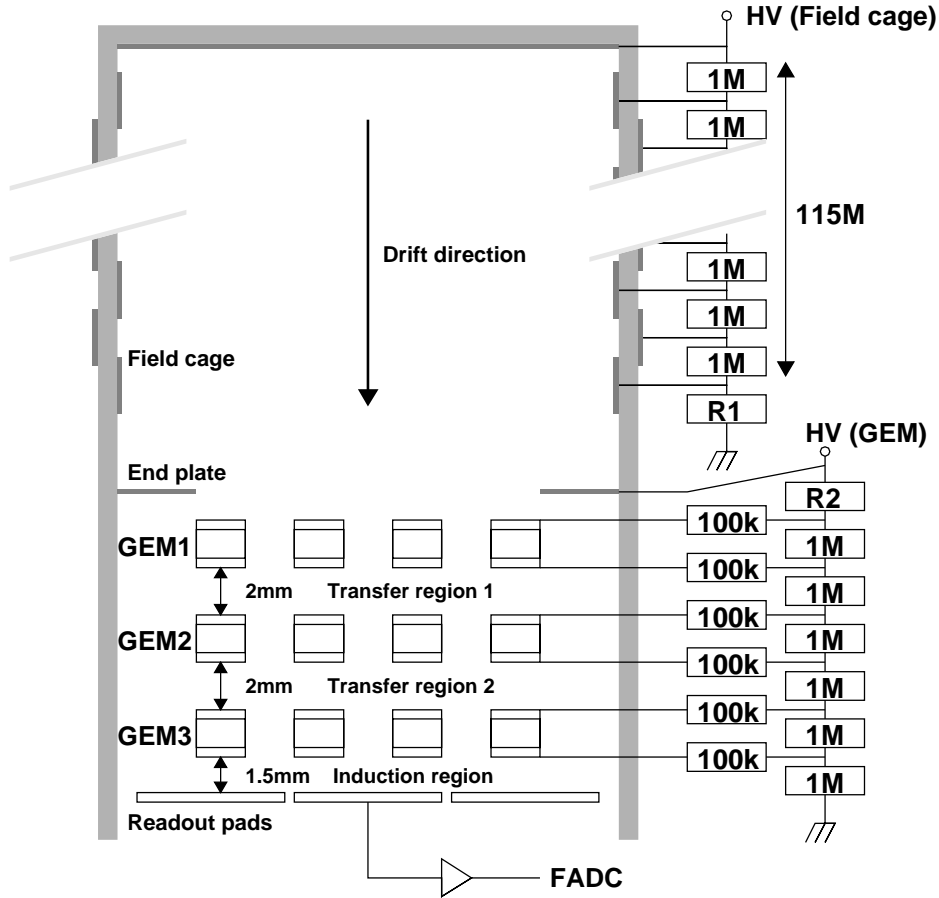 HV (Field cage)
1M
1M
115M
Drift direction
1M
1M
Field cage
1M
R1
HV (GEM)
End plate
R2
100k
GEM1
1M
100k
2mm Transfer region 1
1M
100k
GEM2
1M
100k
2mm Transfer region 2
1M
100k
GEM3
1M
100k
1.5mm Induction region
1M
Readout pads
FADC